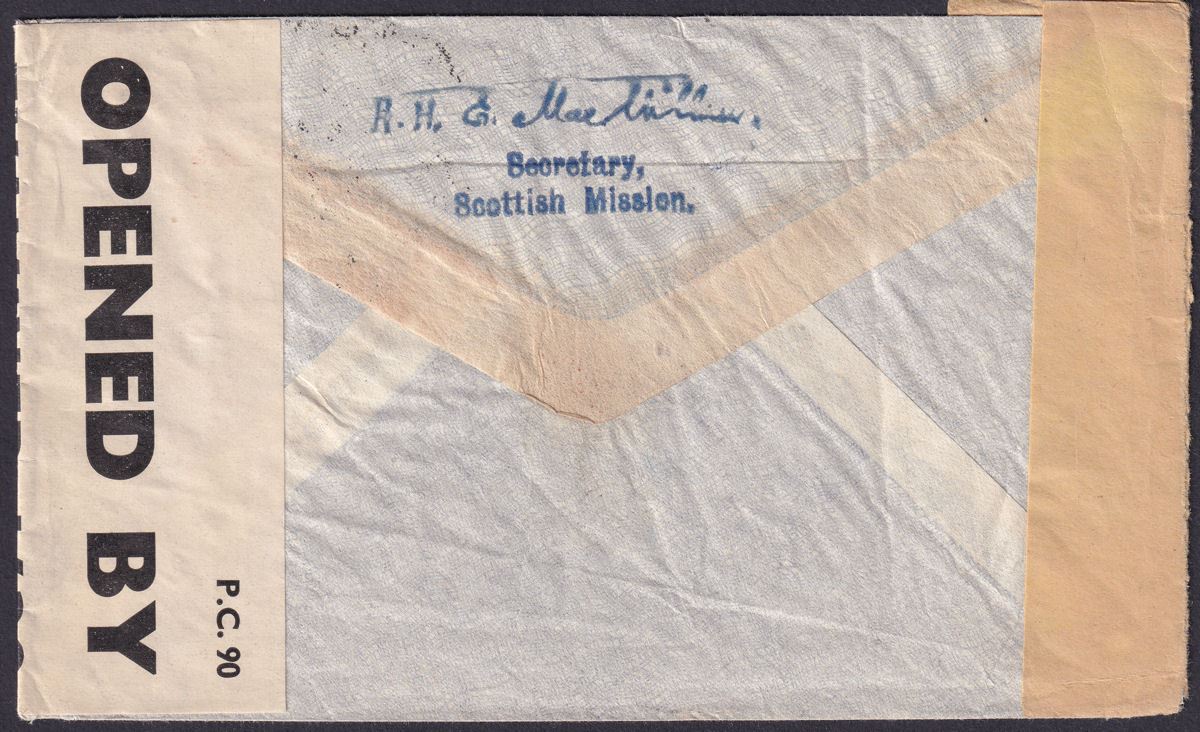 OPENED BY
P.C. 90
R. H. E.
Secretary,
Scottish Mission.